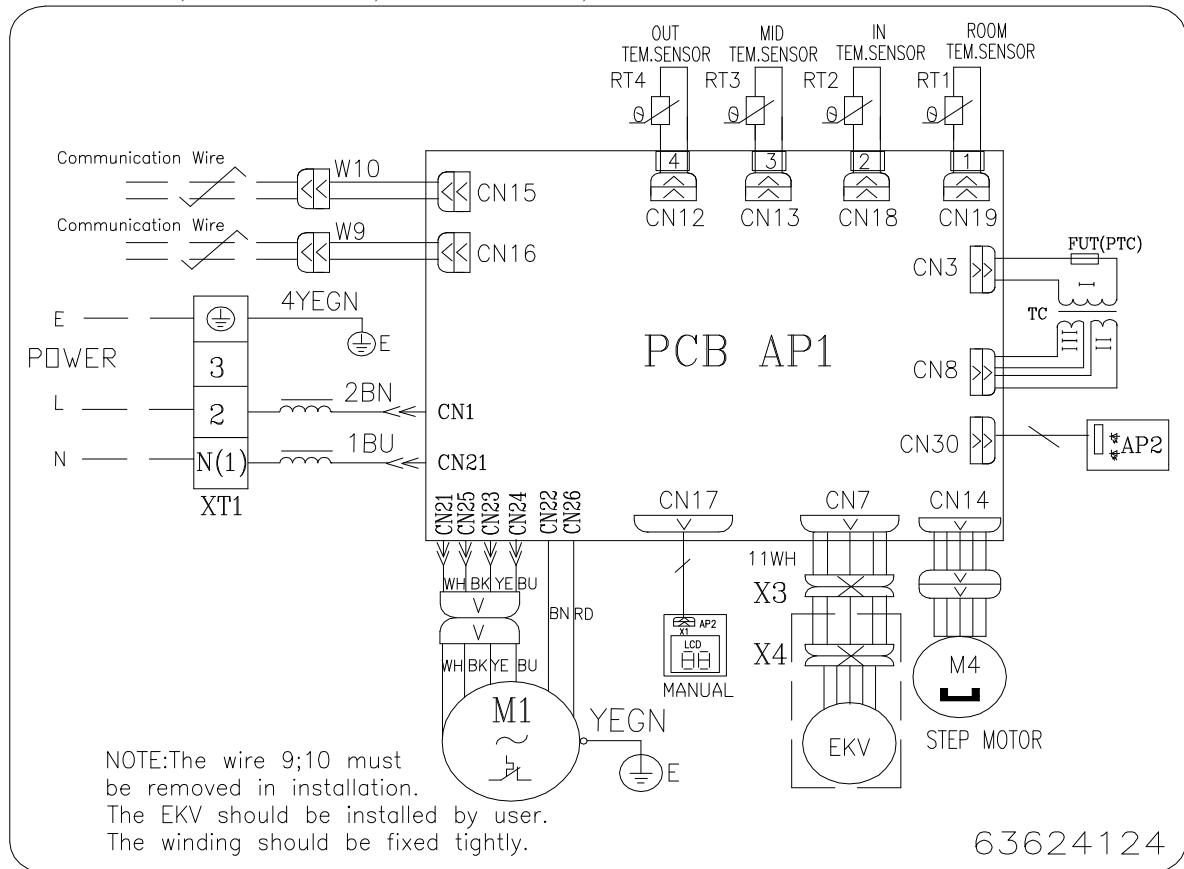 OUT MID IN ROOM
TEM.SENSOR TEM.SENSOR TEM.SENSOR TEM.SENSOR
RT4 RT3 RT2 RT1
θ θ θ θ
4 3 2 1
CN12 CN13 CN18 CN19
Communication Wire
W10
CN15
Communication Wire
W9
CN16
CN3
FUT(PTC)
I
TC
III II
CN8
PCB AP1
E
4YEGN
E
POWER
3
L
2
2BN
CN1
N
N(1)
1BU
CN21
XT1
CN30
AP2
CN21 CN25 CN23 CN24 CN22 CN26
CN17
CN7
CN14
WH BK YE BU
BN RD
V
V
WH BK YE BU
M1
YEGN
E
X1 AP2
LCD
88
MANUAL
11WH
X3
X4
EKV
M4
STEP MOTOR
NOTE:The wire 9;10 must
be removed in installation.
The EKV should be installed by user.
The winding should be fixed tightly.
63624124